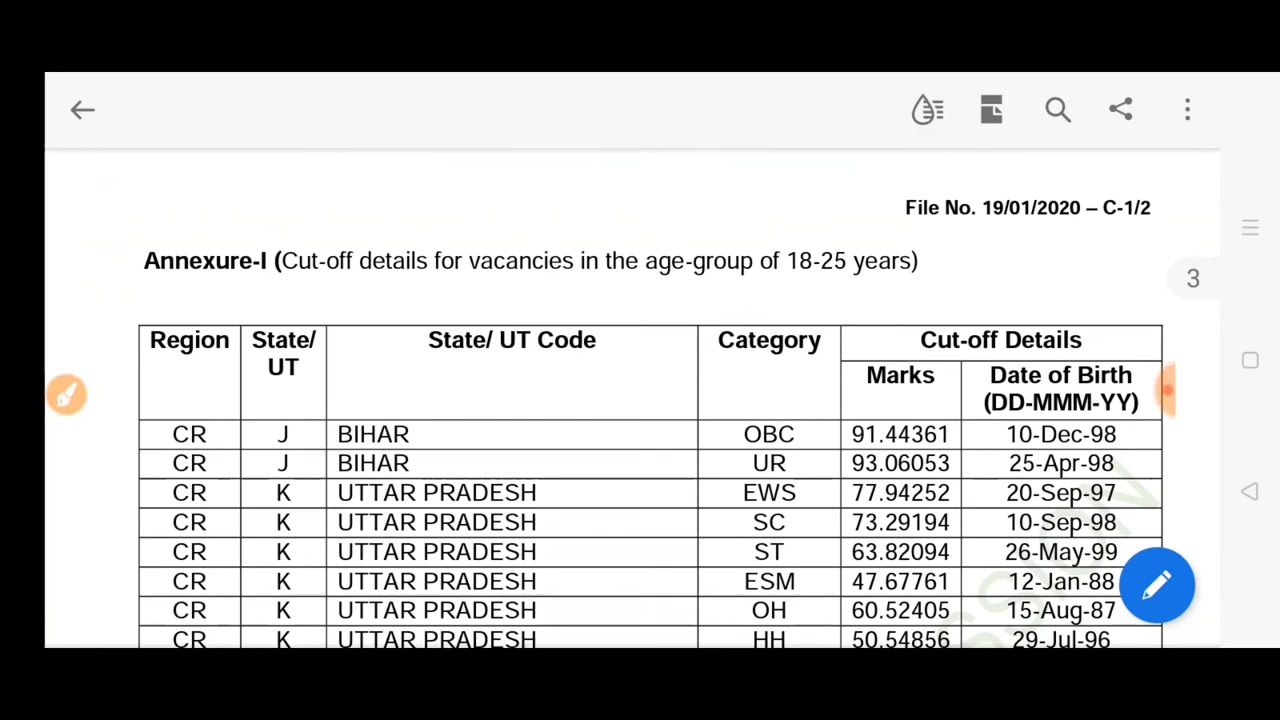 File No. 19/01/2020 – C-1/2
Annexure-I (Cut-off details for vacancies in the age-group of 18-25 years)
3
Region State/ UT State/ UT Code Category Cut-off Details
Marks Date of Birth (DD-MMM-YY)
CR J BIHAR OBC 91.44361 10-Dec-98
CR J BIHAR UR 93.06053 25-Apr-98
CR K UTTAR PRADESH EWS 77.94252 20-Sep-97
CR K UTTAR PRADESH SC 73.29194 10-Sep-98
CR K UTTAR PRADESH ST 63.82094 26-May-99
CR K UTTAR PRADESH ESM 47.67761 12-Jan-88
CR K UTTAR PRADESH OH 60.52405 15-Aug-87
CR K UTTAR PRADESH HH 50.54856 29-Jul-96